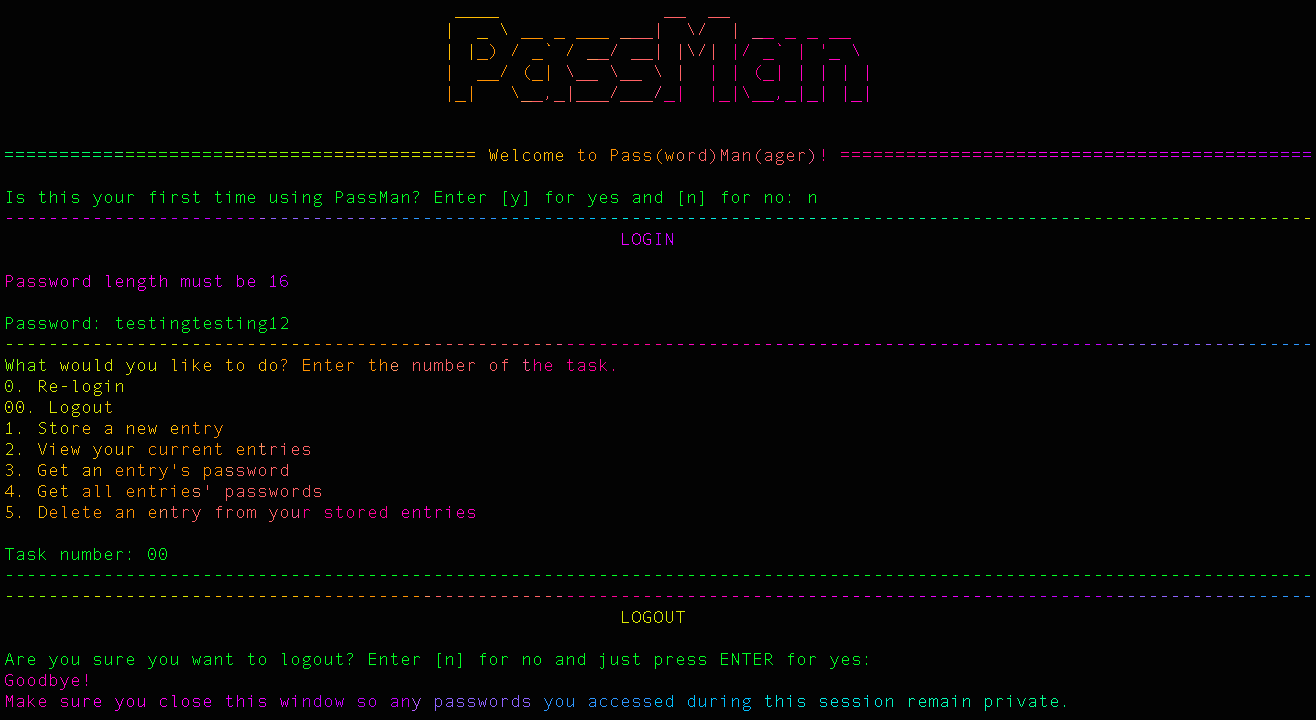 PassMan
========================================== Welcome to Pass(word)Man(ager)! ==========================================
Is this your first time using PassMan? Enter [y] for yes and [n] for no: n
-----------------------------------------------------------------------------------------------------------------------
LOGIN
Password length must be 16
Password: testingtesting12
-----------------------------------------------------------------------------------------------------------------------
What would you like to do? Enter the number of the task.
0. Re-login
00. Logout
1. Store a new entry
2. View your current entries
3. Get an entry's password
4. Get all entries' passwords
5. Delete an entry from your stored entries
Task number: 00
-----------------------------------------------------------------------------------------------------------------------
-----------------------------------------------------------------------------------------------------------------------
LOGOUT
Are you sure you want to logout? Enter [n] for no and just press ENTER for yes:
Goodbye!
Make sure you close this window so any passwords you accessed during this session remain private.